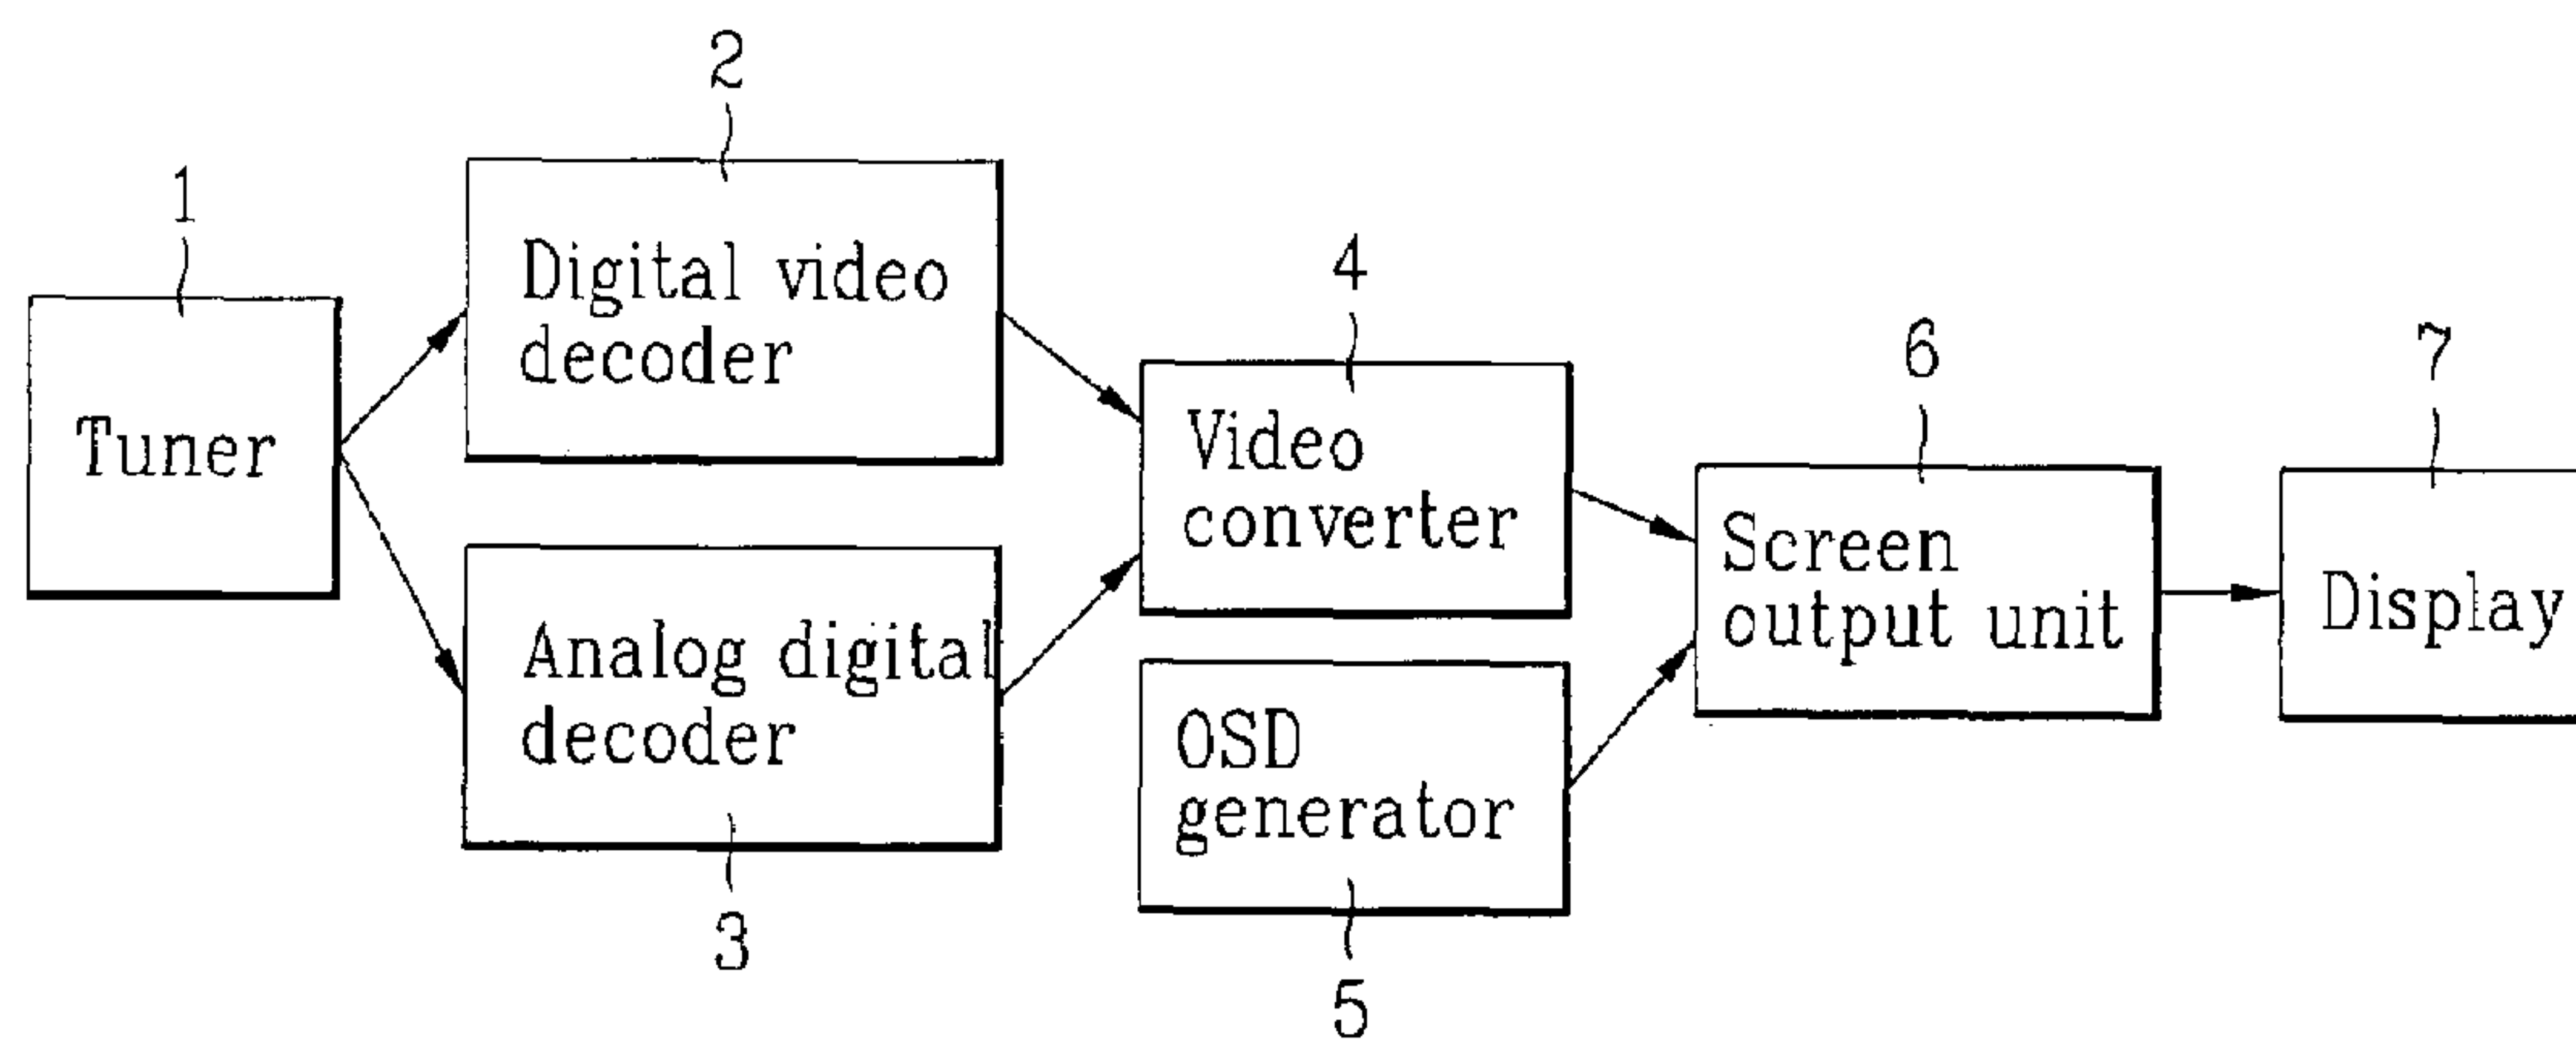 1
Tuner
2
Digital video
decoder
Analog digital
decoder
3
4
Video
converter
OSD
generator
5
6
Screen
output unit
7
Display